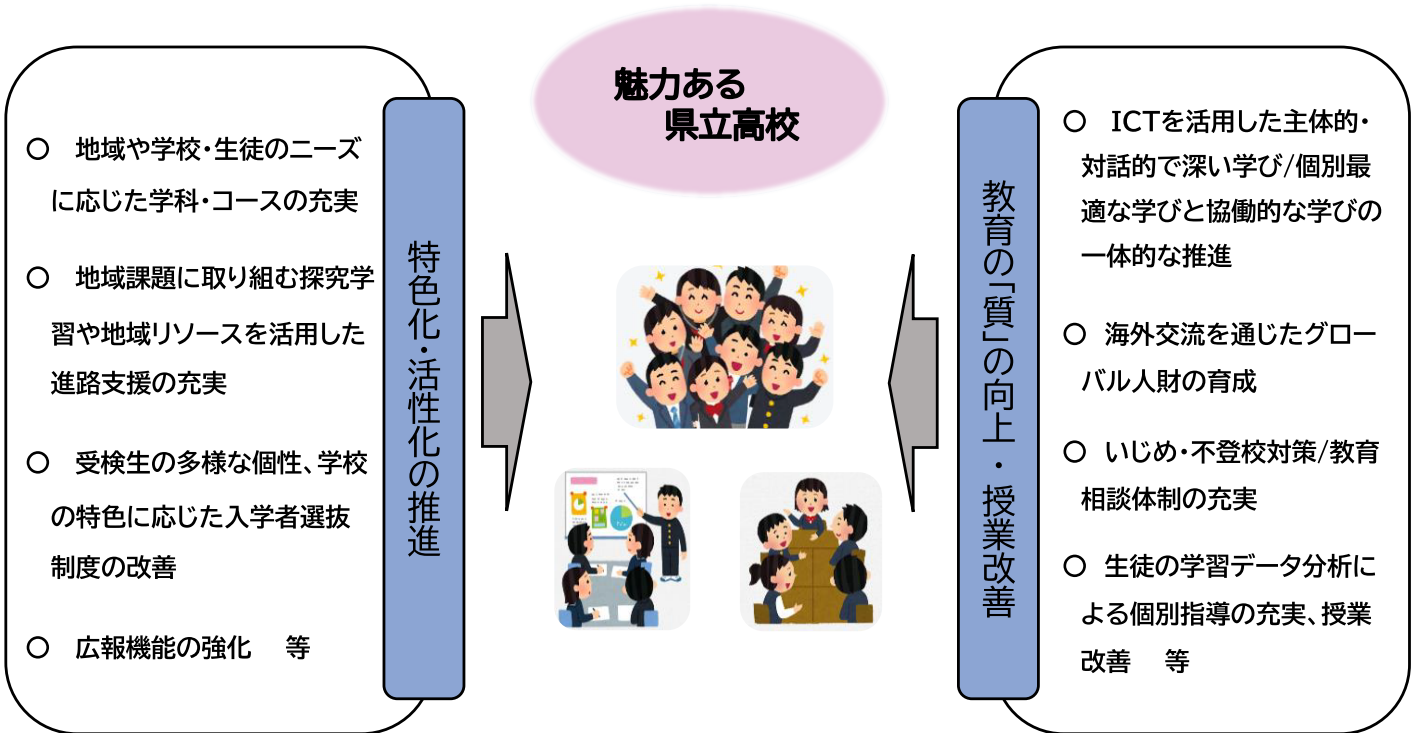 魅力ある
県立高校
○　地域や学校・生徒のニーズ
に応じた学科・コースの充実
○　地域課題に取り組む探究学
習や地域リソースを活用した
進路支援の充実
○　受検生の多様な個性、学校
の特色に応じた入学者選抜
制度の改善
○　広報機能の強化　等
特色化・活性化の推進
教育の「質」の向上・授業改善
○　ICTを活用した主体的・
対話的で深い学び/個別最
適な学びと協働的な学びの
一体的な推進
○　海外交流を通じたグロー
バル人財の育成
○　いじめ・不登校対策/教育
相談体制の充実
○　生徒の学習データ分析に
よる個別指導の充実、授業
改善　等